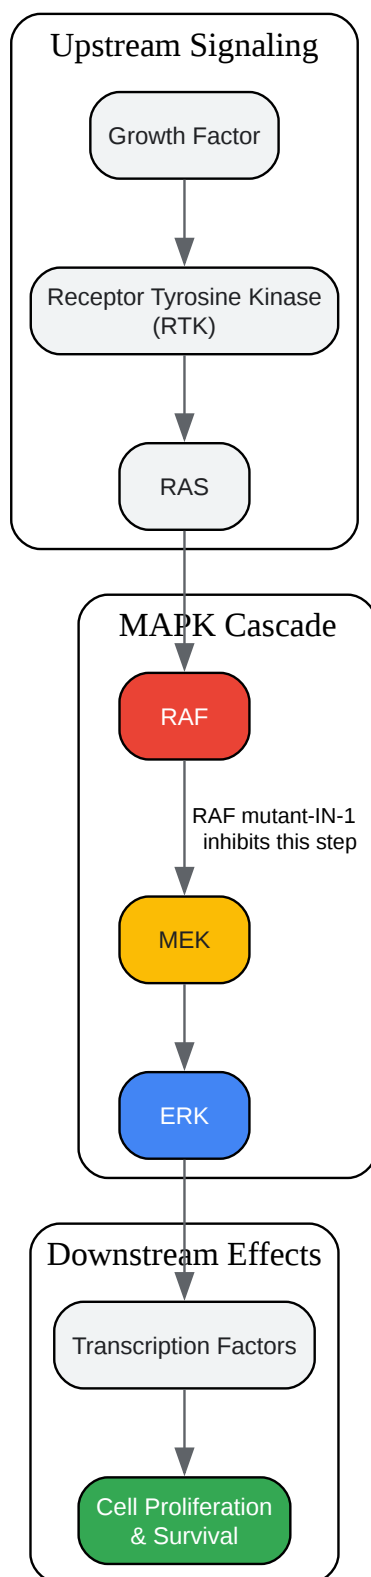 Upstream Signaling
Growth Factor
Receptor Tyrosine Kinase
(RTK)
RAS
MAPK Cascade
RAF
RAF mutant-IN-1
inhibits this step
MEK
ERK
Downstream Effects
Transcription Factors
Cell Proliferation
& Survival